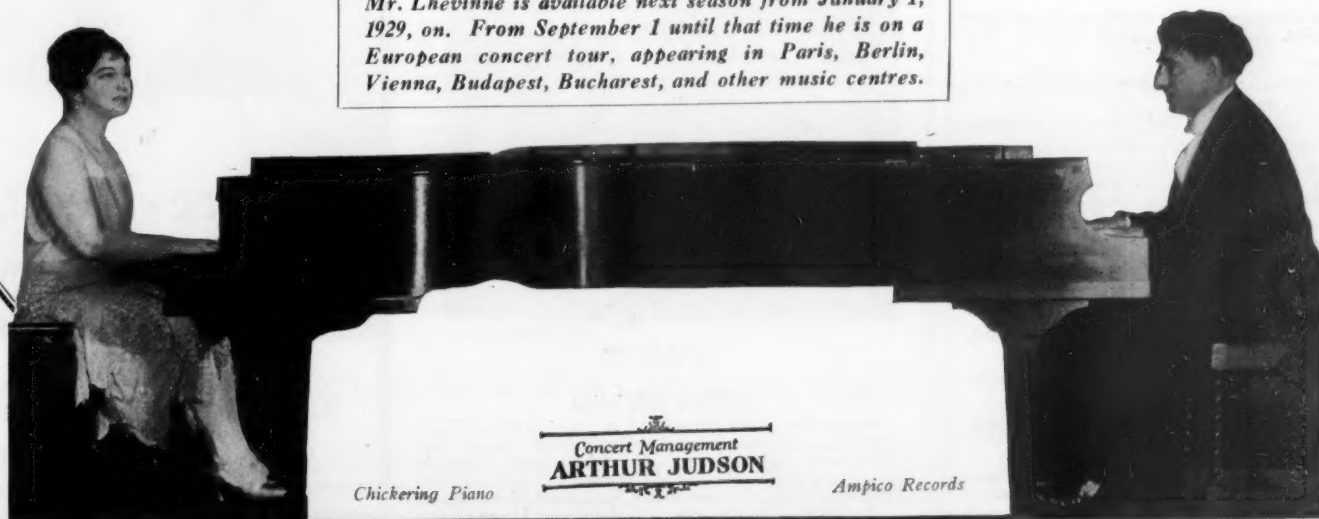 Mr. Lhevinne is available next season from January 1,
1929, on. From September 1 until that time he is on a
European concert tour, appearing in Paris, Berlin,
Vienna, Budapest, Bucharest, and other music centres.
Concert Management
ARTHUR JUDSON
Chickering Piano
Ampico Records